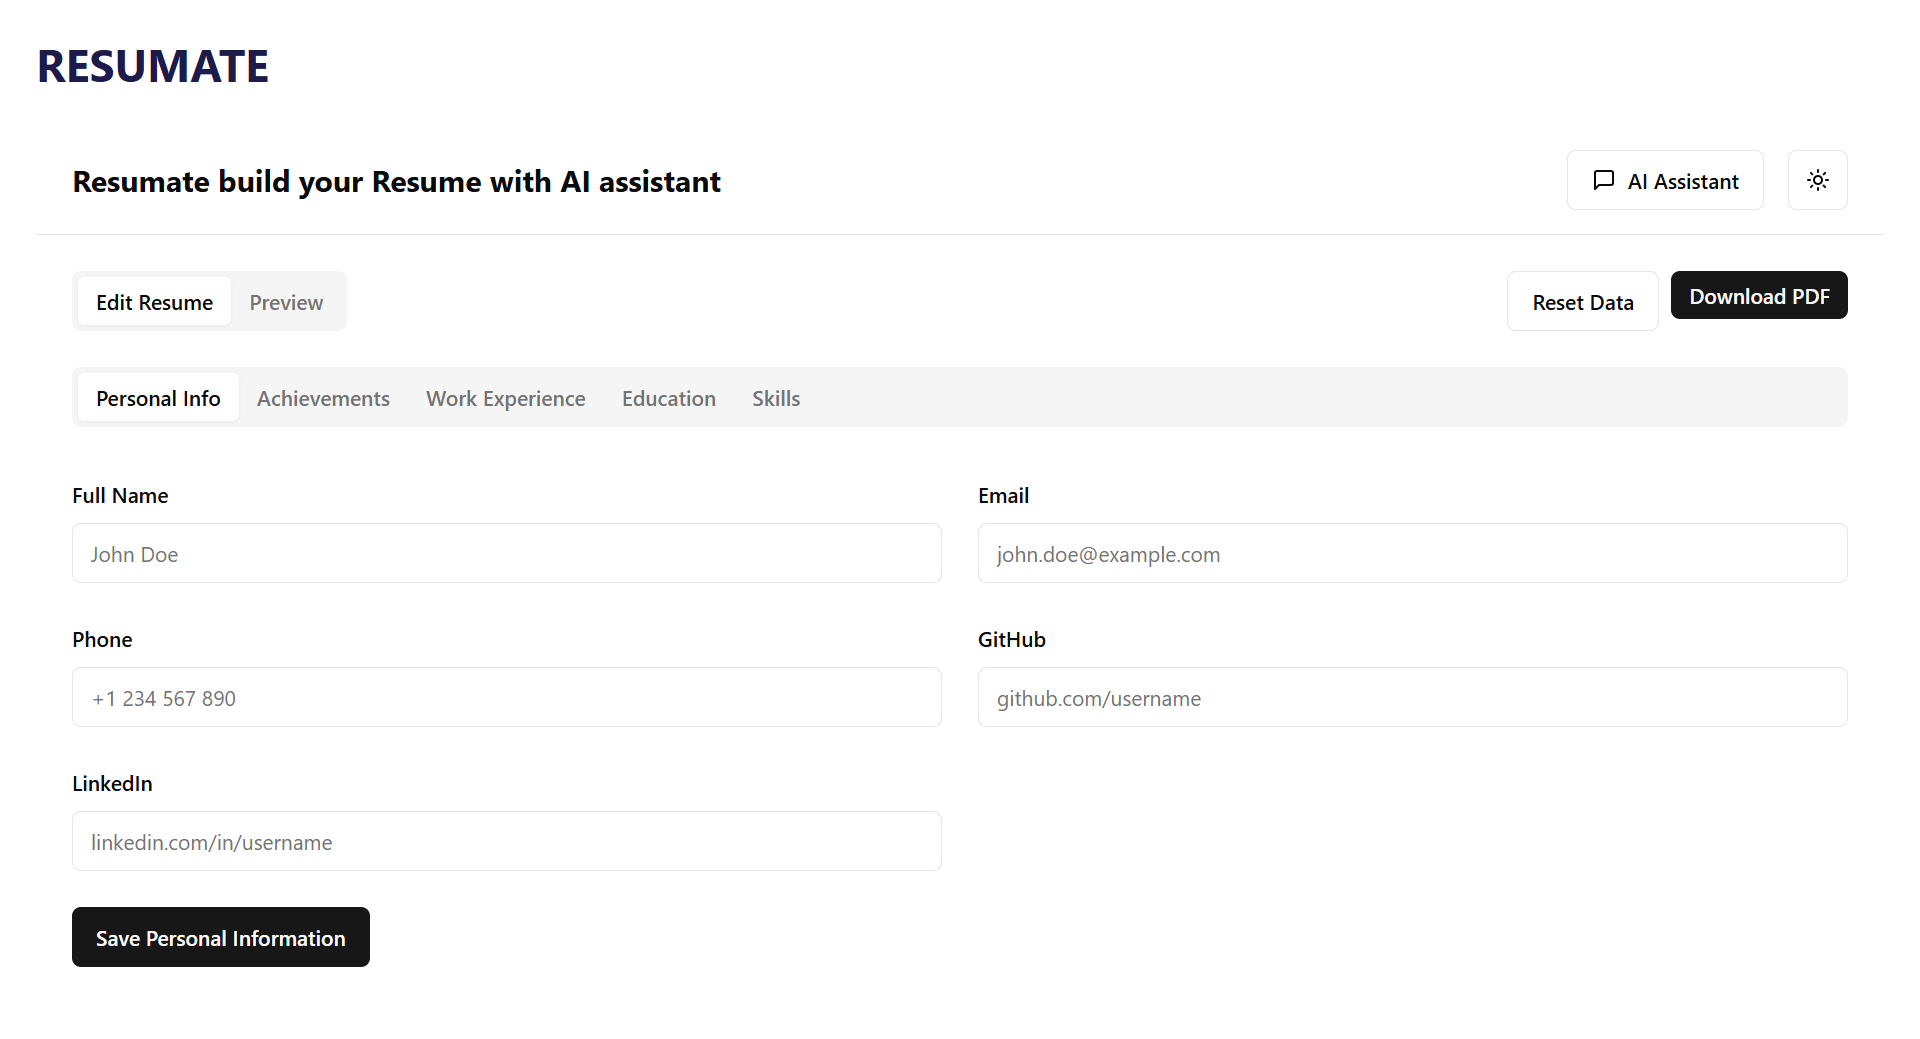 RESUMATE
Resumate build your Resume with AI assistant
AI Assistant
Edit Resume Preview
Reset Data Download PDF
Personal Info Achievements Work Experience Education Skills
Full Name
John Doe
Email
john.doe@example.com
Phone
+1 234 567 890
GitHub
github.com/username
LinkedIn
linkedin.com/in/username
Save Personal Information